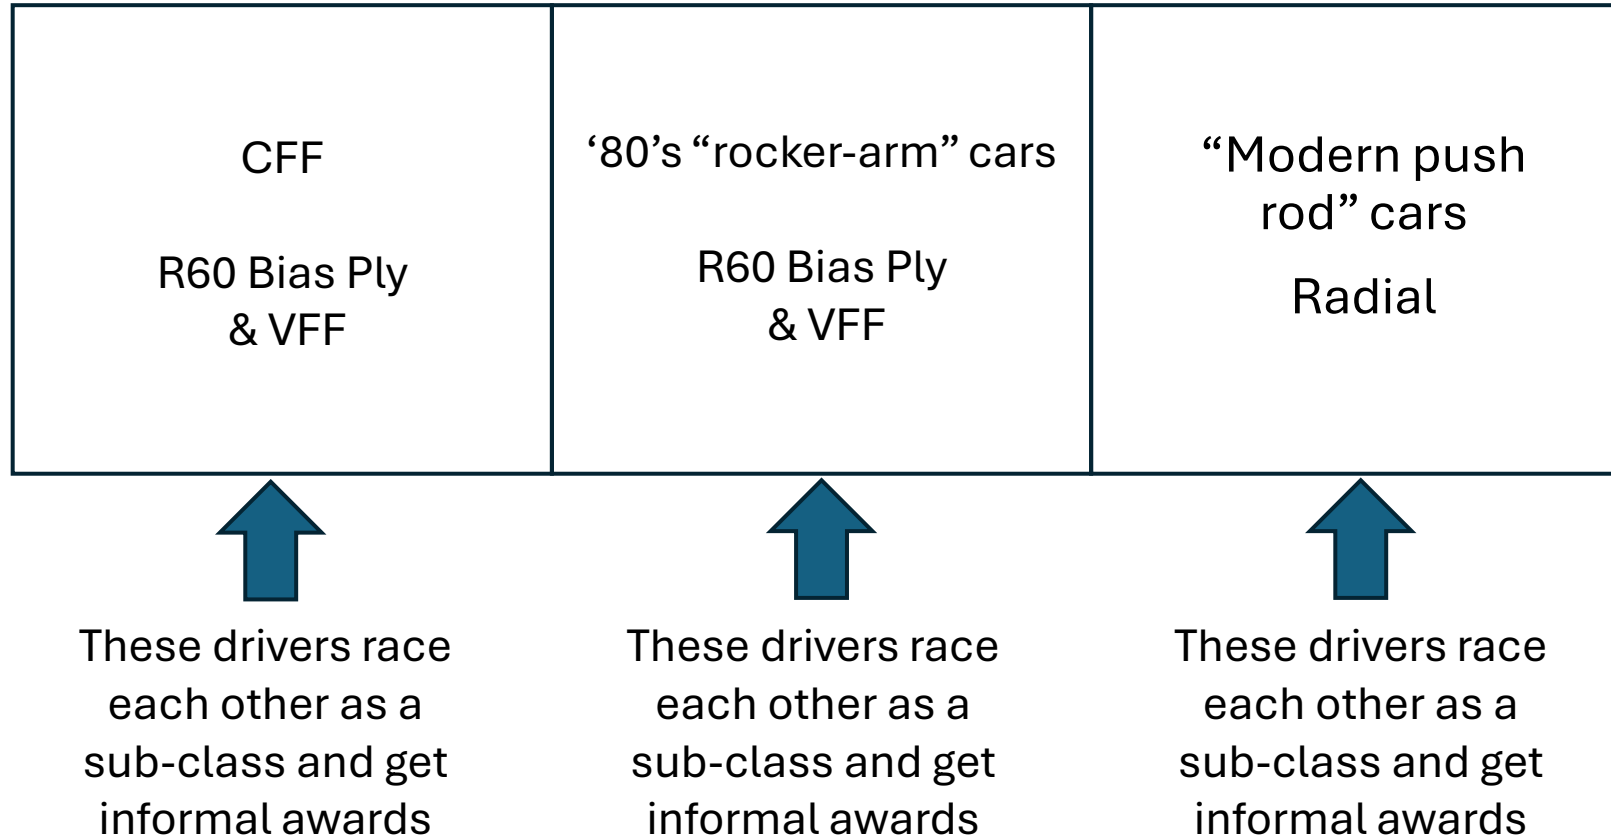 CFF
R60 Bias Ply
& VFF
‘80’s “rocker-arm” cars
R60 Bias Ply
& VFF
“Modern push
rod” cars
Radial
These drivers race
each other as a
sub-class and get
informal awards
These drivers race
each other as a
sub-class and get
informal awards
These drivers race
each other as a
sub-class and get
informal awards